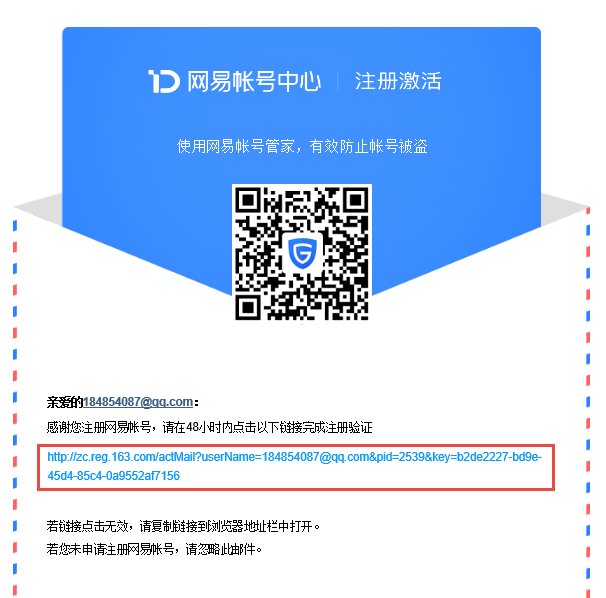 网易帐号中心 注册激活
使用网易帐号管家，有效防止帐号被盗
亲爱的184854087@qq.com：
感谢您注册网易帐号，请在48小时内点击以下链接完成注册验证
http://zc.reg.163.com/actMail?userName=184854087@qq.com&pid=2539&key=b2de2227-bd9e-
45d4-85c4-0a9552af7156
若链接点击无效，请复制链接到浏览器地址栏中打开。
若您未申请注册网易帐号，请忽略此邮件。